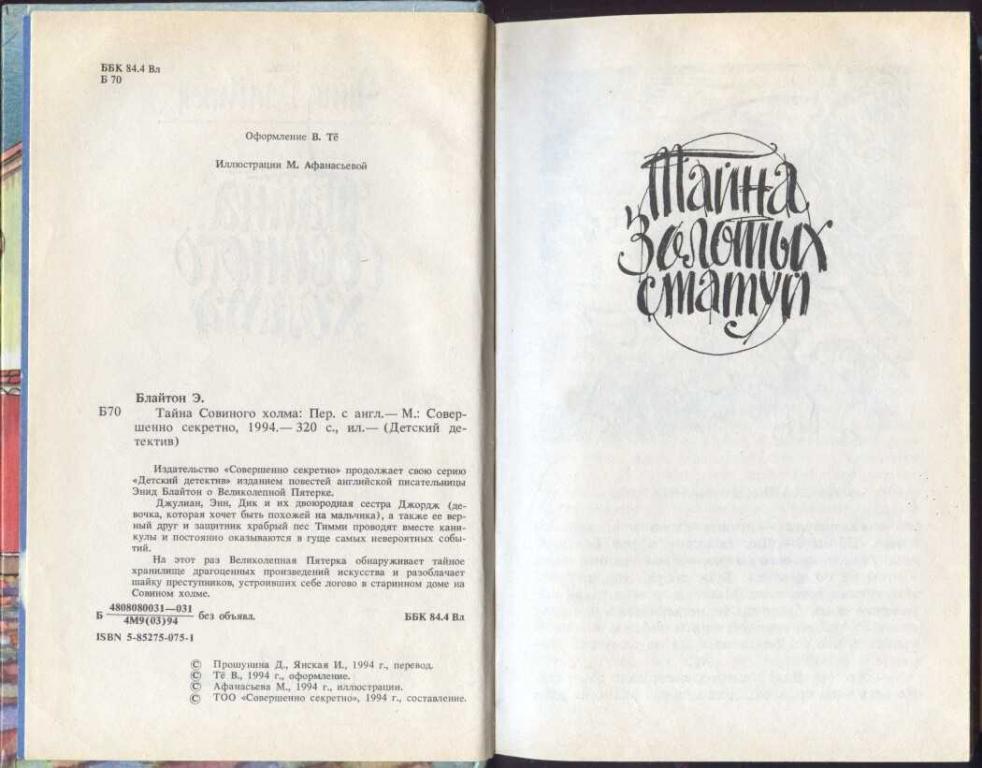 ББК 84.4 Вл
Б 70
Оформление В. Тё
Иллюстрации М. Афанасьевой
Блайтон Э.
Б70 Тайна Совиного холма: Пер. с англ.— М.: Совер-
шенно секретно, 1994.— 320 с., ил.— (Детский де-
тектив)
Издательство «Совершенно секретно» продолжает свою серию
«Детский детектив» изданием повестей английской писательницы
Энид Блайтон о Великолепной Пятерке.
Джулиан, Энн, Дик и их двоюродная сестра Джордж (де-
вочка, которая хочет быть похожей на мальчика), а также ее вер-
ный друг и защитник храбрый пес Тимми проводят вместе кани-
кулы и постоянно оказываются в гуще самых невероятных собы-
тий.
На этот раз Великолепная Пятерка обнаруживает тайное
хранилище драгоценных произведений искусства и разоблачает
шайку преступников, устроивших себе логово в старинном доме на
Совином холме.
Б 4808080031—031 без объявл. ББК 84.4 Вл
4М9(03)94
ISBN 5-85275-075-1
© Прошунина Д., Янская И., 1994 г., перевод.
© Тё В., 1994 г., оформление.
© Афанасьева М., 1994 г., иллюстрации.
© ТОО «Совершенно секретно», 1994 г., составление.
Тайна
Золотых
статуй